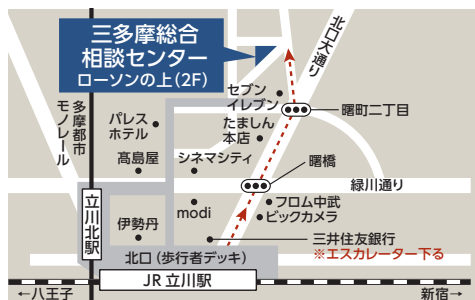 三多摩総合
相談センター
ローソンの上(2F)
北口大通り
多摩都市
モノレール
セブン
イレブン
曙町二丁目
パレス
ホテル
たましん
本店
髙島屋
シネマシティ
曙橋
緑川通り
立川北駅
modi
フロム中武
ビックカメラ
伊勢丹
三井住友銀行
※エスカレーター下る
北口(歩行者デッキ)
JR 立川駅
←八王子
新宿→